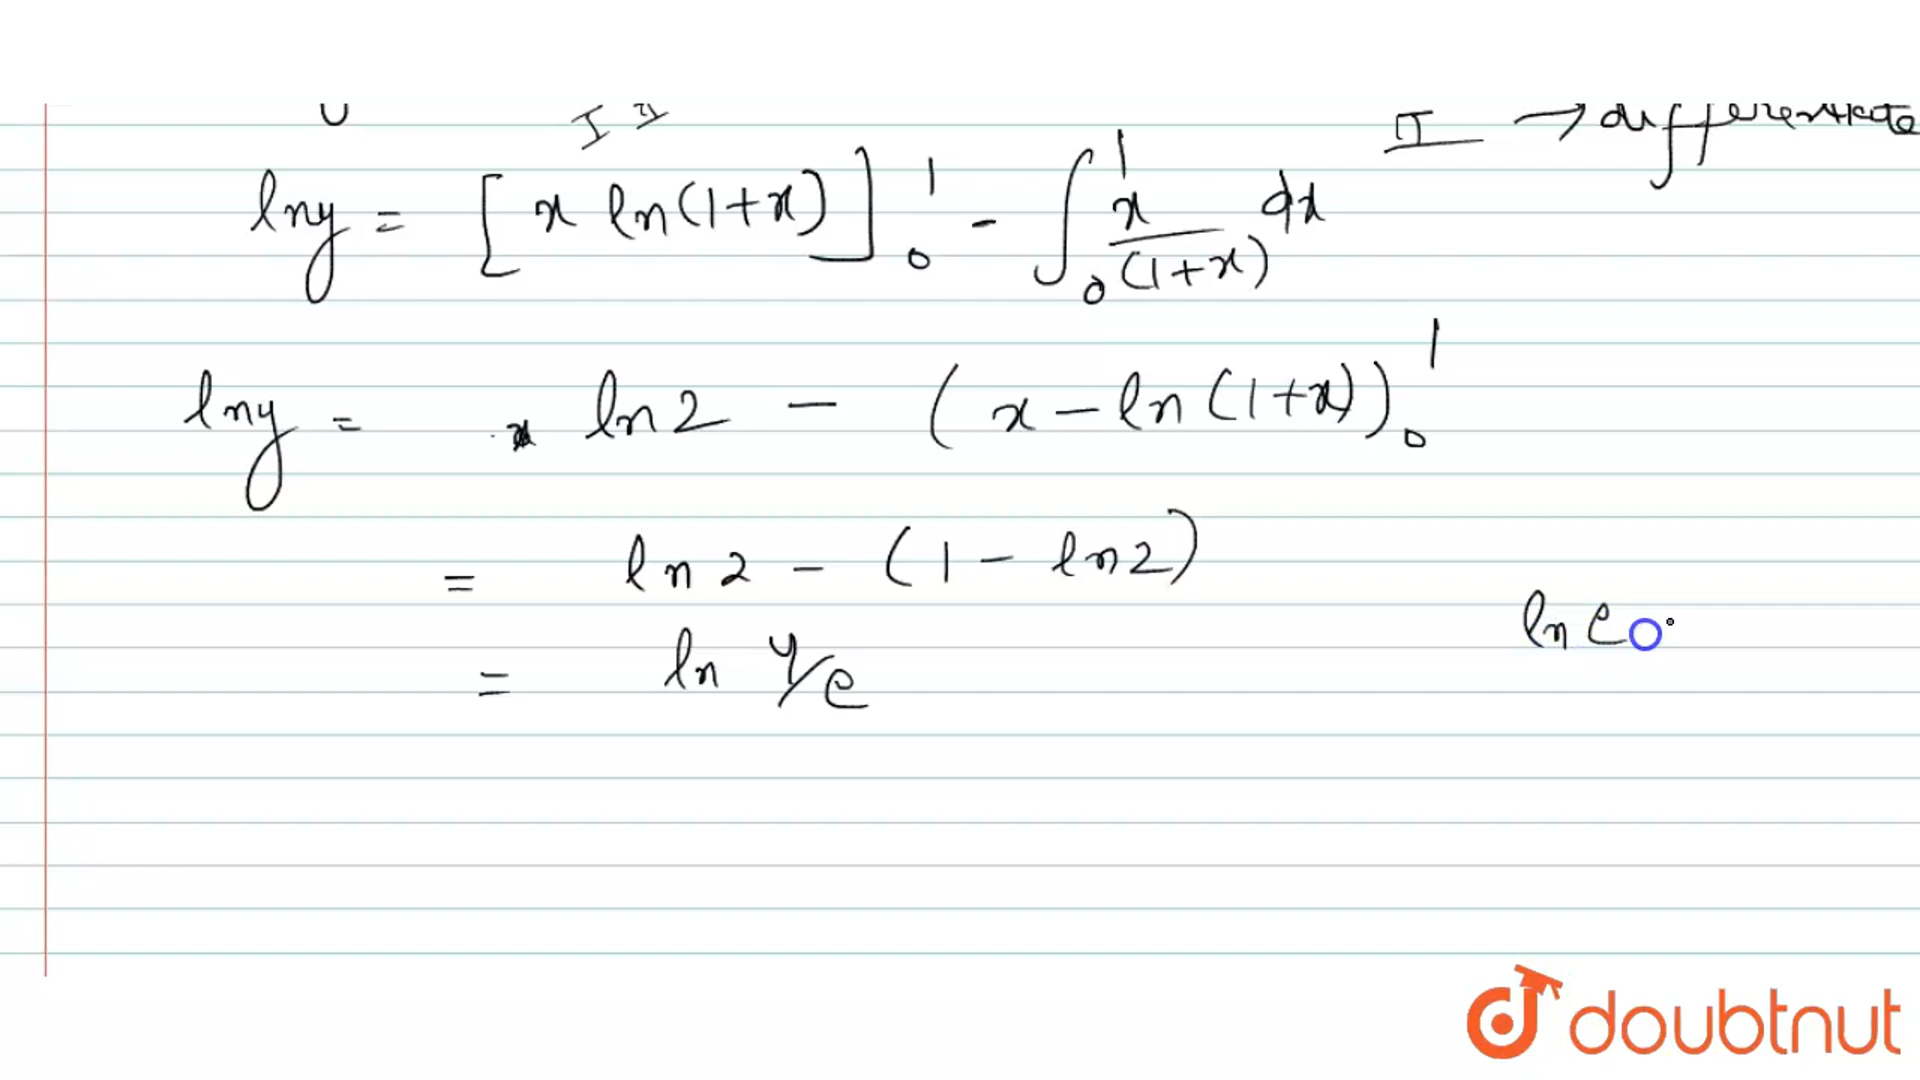 I II
II → differentiate
ln y = [x ln(1+x)]₀¹ - ∫₀¹ x/(1+x) dx
ln y = ln 2 - (x - ln(1+x))₀¹
= ln 2 - (1 - ln 2)
ln e
= ln 4/e
doubtnut